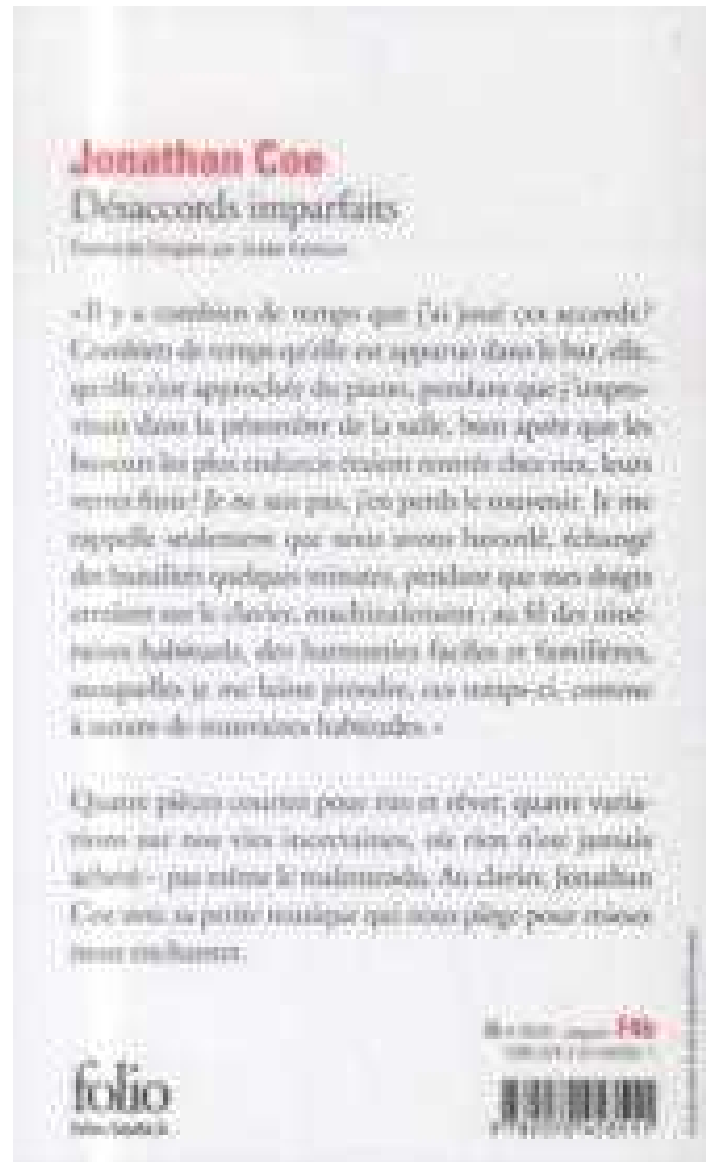 Jonathan Coe
Désaccords imparfaits
« Il y a combien de temps que j'ai joué ces accords?
Combien de temps qu'elle est apparue dans le bar, elle,
qu'elle s'est approchée du piano, pendant que j'impro-
visais dans la pénombre de la salle, bien après que les
buveurs les plus endurcis étaient rentrés chez eux, leurs
verres finis? Je ne sais pas, j'en perds le souvenir. Je me
rappelle seulement que nous avons bavardé, échangé
des banalités quelques minutes, pendant que mes doigts
erraient sur le clavier, machinalement, au fil des
habituels, des harmonies faciles et familières,
auxquelles je me laisse prendre, ces temps-ci, comme
à autant de mauvaises habitudes. »
Quatre pièces courtes pour rire et rêver, quatre varia-
tions sur nos vies incertaines, où rien n'est jamais
achevé – pas même le malentendu. Au clavier, Jonathan
Coe sa petite musique qui nous piège pour mieux
nous enchanter.
folio